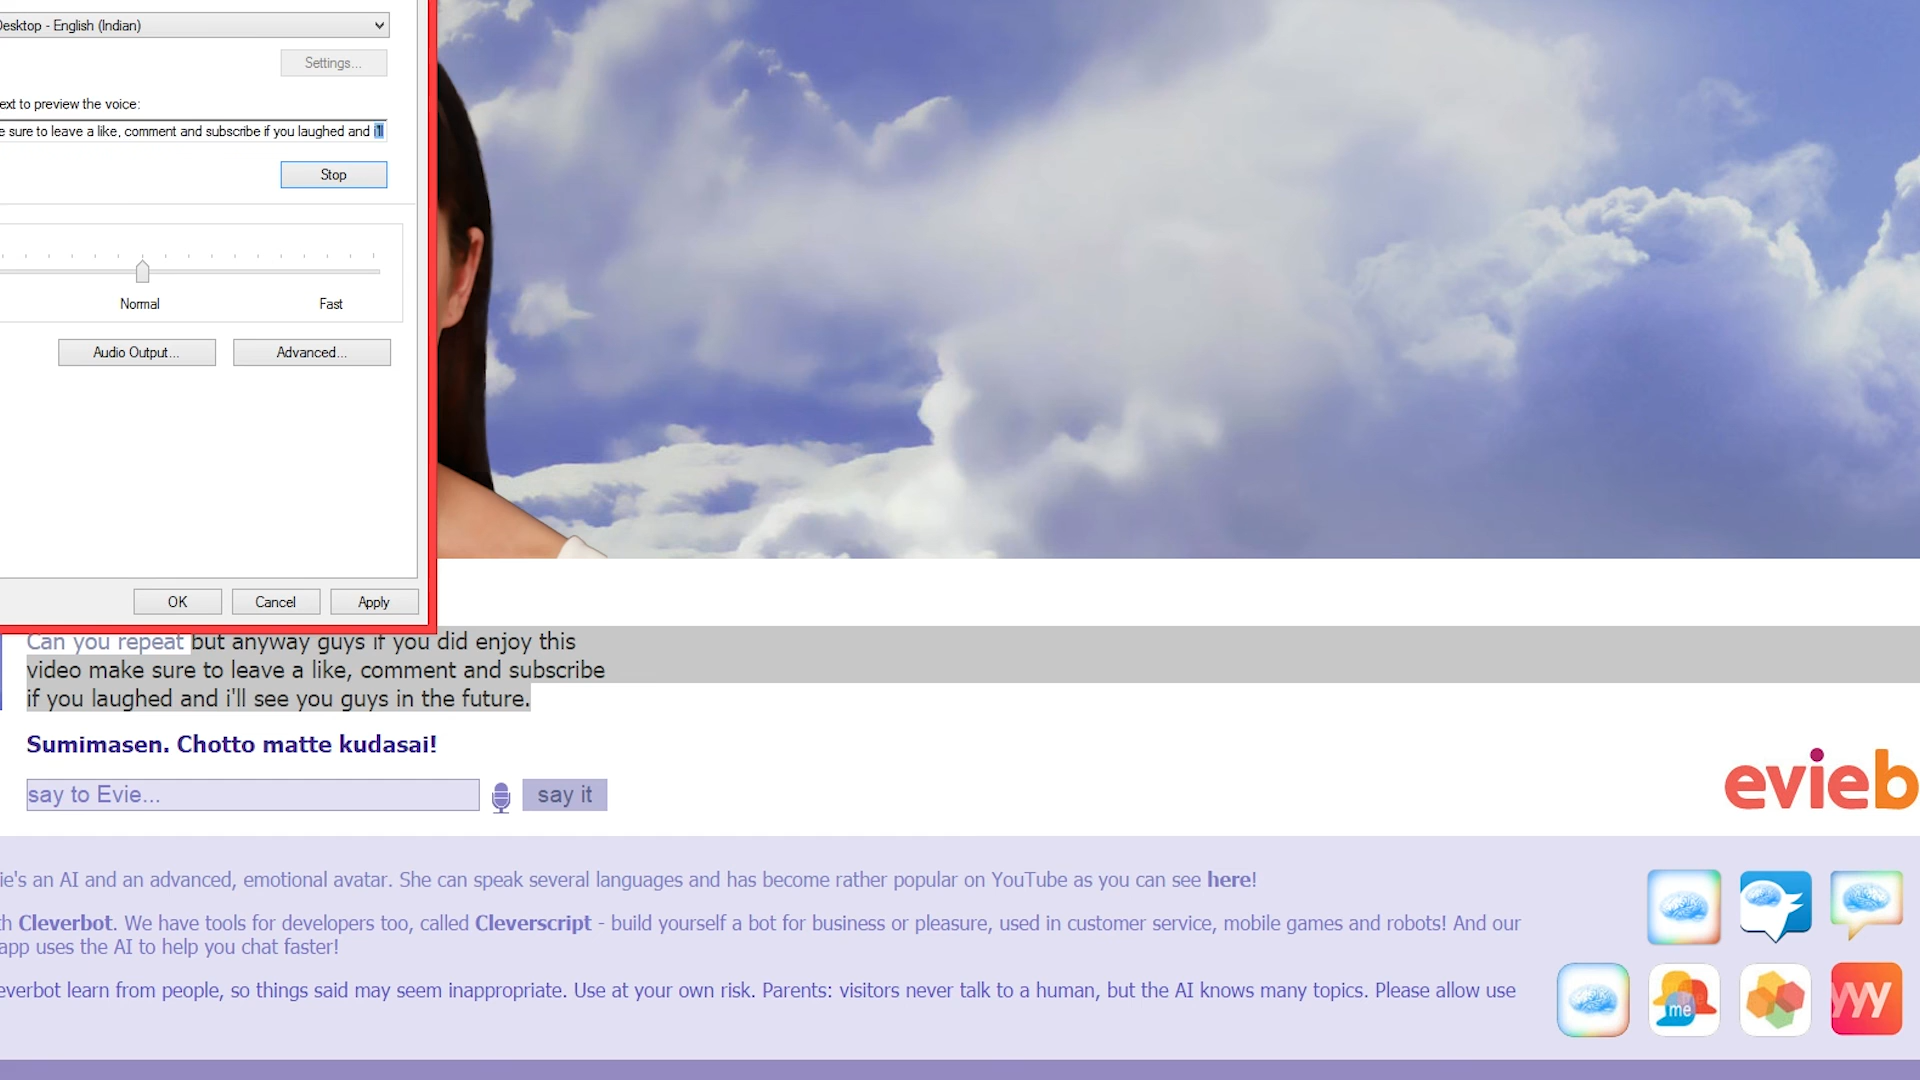 Desktop - English (Indian)
Settings...
ext to preview the voice:
e sure to leave a like, comment and subscribe if you laughed and i'll
Stop
Normal
Fast
Audio Output...
Advanced...
OK
Cancel
Apply
Can you repeat but anyway guys if you did enjoy this
video make sure to leave a like, comment and subscribe
if you laughed and i'll see you guys in the future.
Sumimasen. Chotto matte kudasai!
say to Evie...
say it
evieb
ie's an AI and an advanced, emotional avatar. She can speak several languages and has become rather popular on YouTube as you can see here!
th Cleverbot. We have tools for developers too, called Cleverscript - build yourself a bot for business or pleasure, used in customer service, mobile games and robots! And our
app uses the AI to help you chat faster!
everbot learn from people, so things said may seem inappropriate. Use at your own risk. Parents: visitors never talk to a human, but the AI knows many topics. Please allow use
me
yyy